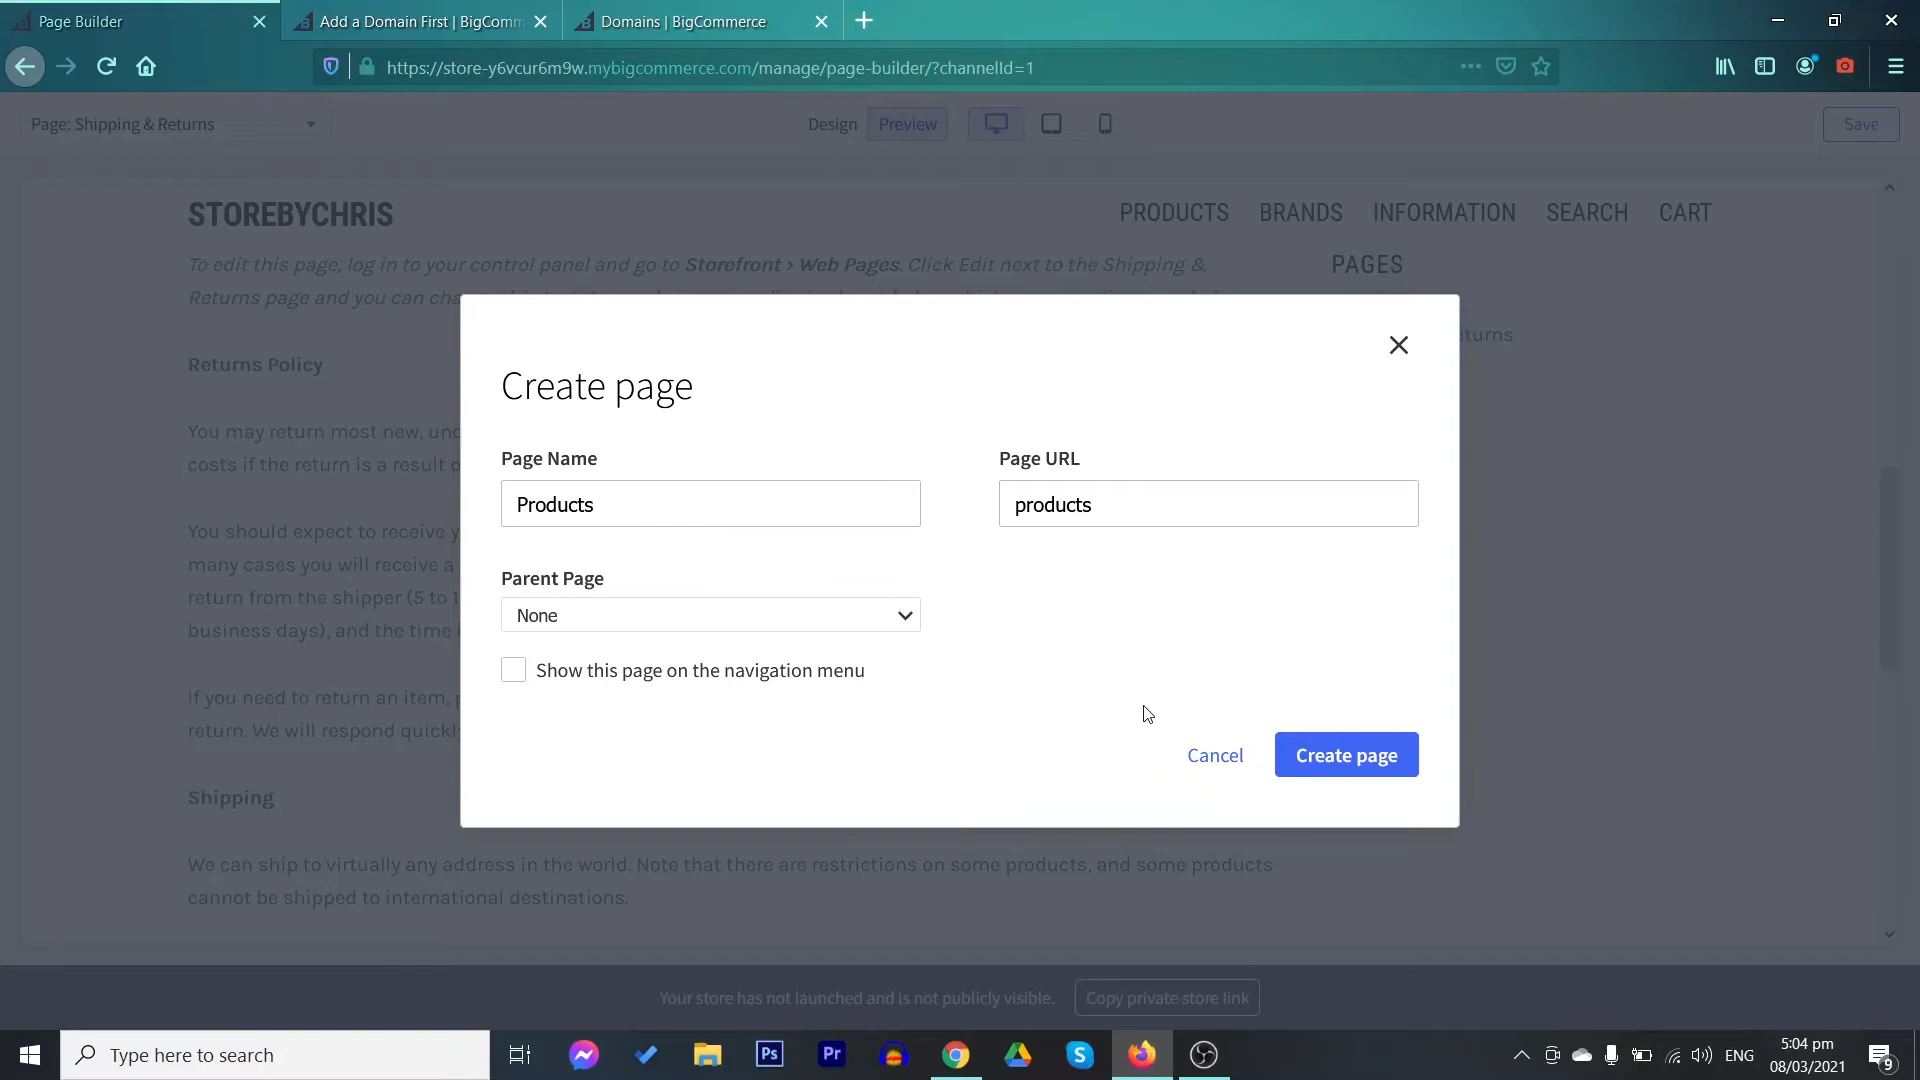 Page Builder
Add a Domain First | BigComm
Domains | BigCommerce
https://store-y6vcur6m9w.mybigcommerce.com/manage/page-builder/?channelId=1
Page: Shipping & Returns
Design
Preview
Save
STOREBYCHRIS
PRODUCTS BRANDS INFORMATION SEARCH CART
To edit this page, log in to your control panel and go to Storefront › Web Pages. Click Edit next to the Shipping &
PAGES
Returns page and you can
Returns Policy
Create page
Page Name
Page URL
You may return most new,
costs if the return is a result
Products
products
You should expect to receive
many cases you will receive a
return from the shipper (5 to 1
business days), and the time
Parent Page
None
Show this page on the navigation menu
If you need to return an item,
return. We will respond quickly
Cancel
Create page
Shipping
We can ship to virtually any address in the world. Note that there are restrictions on some products, and some products
cannot be shipped to international destinations.
Your store has not launched and is not publicly visible.
Copy private store link
Type here to search
Ps
Pr
ENG
5:04 pm
08/03/2021
9